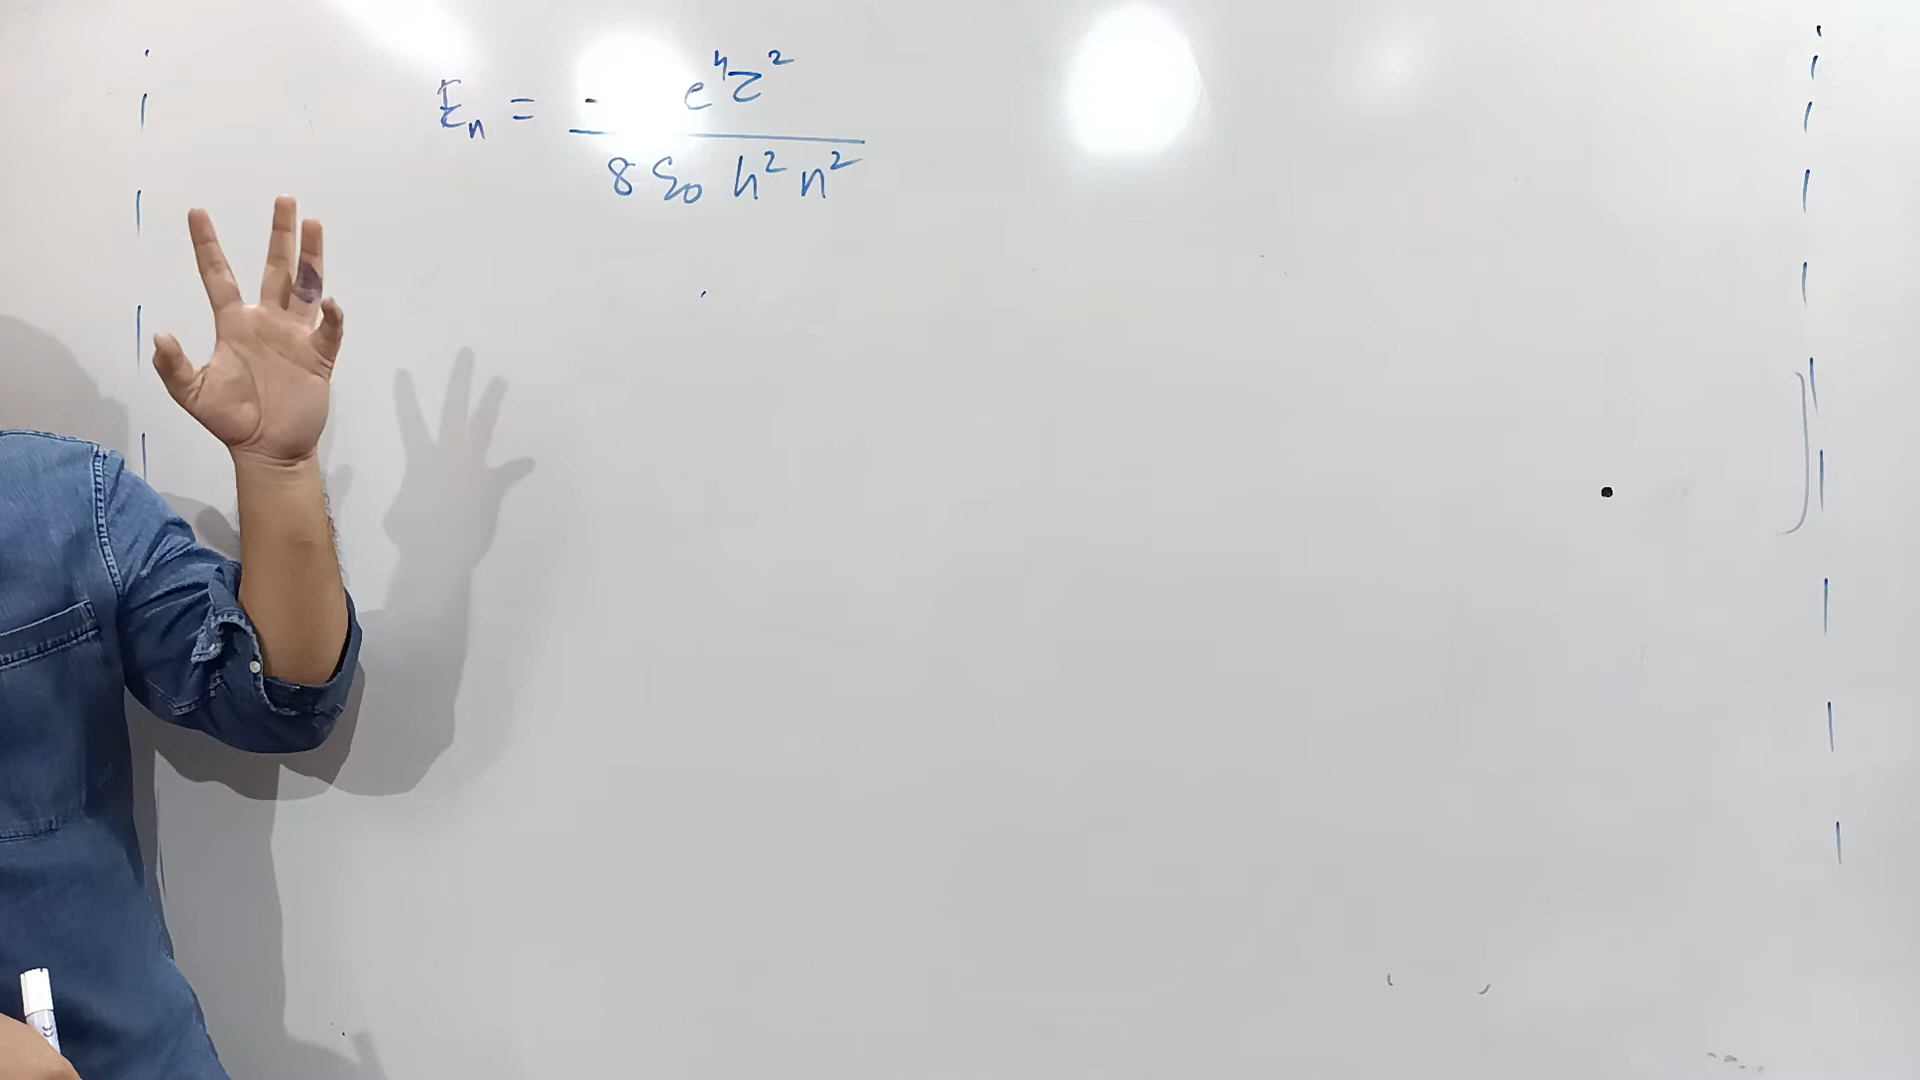 Eₙ = - e⁴Z² / 8 ε₀ h² n²